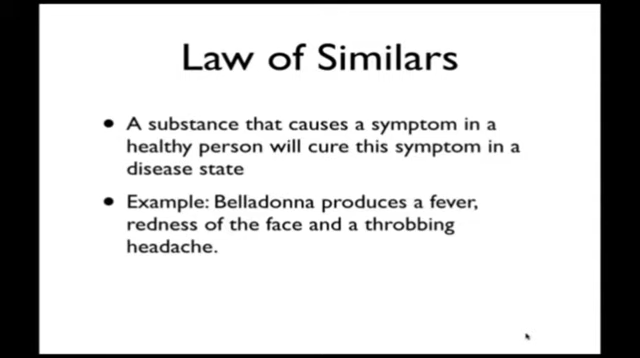 Law of Similars
• A substance that causes a symptom in a
healthy person will cure this symptom in a
disease state
• Example: Belladonna produces a fever,
redness of the face and a throbbing
headache.